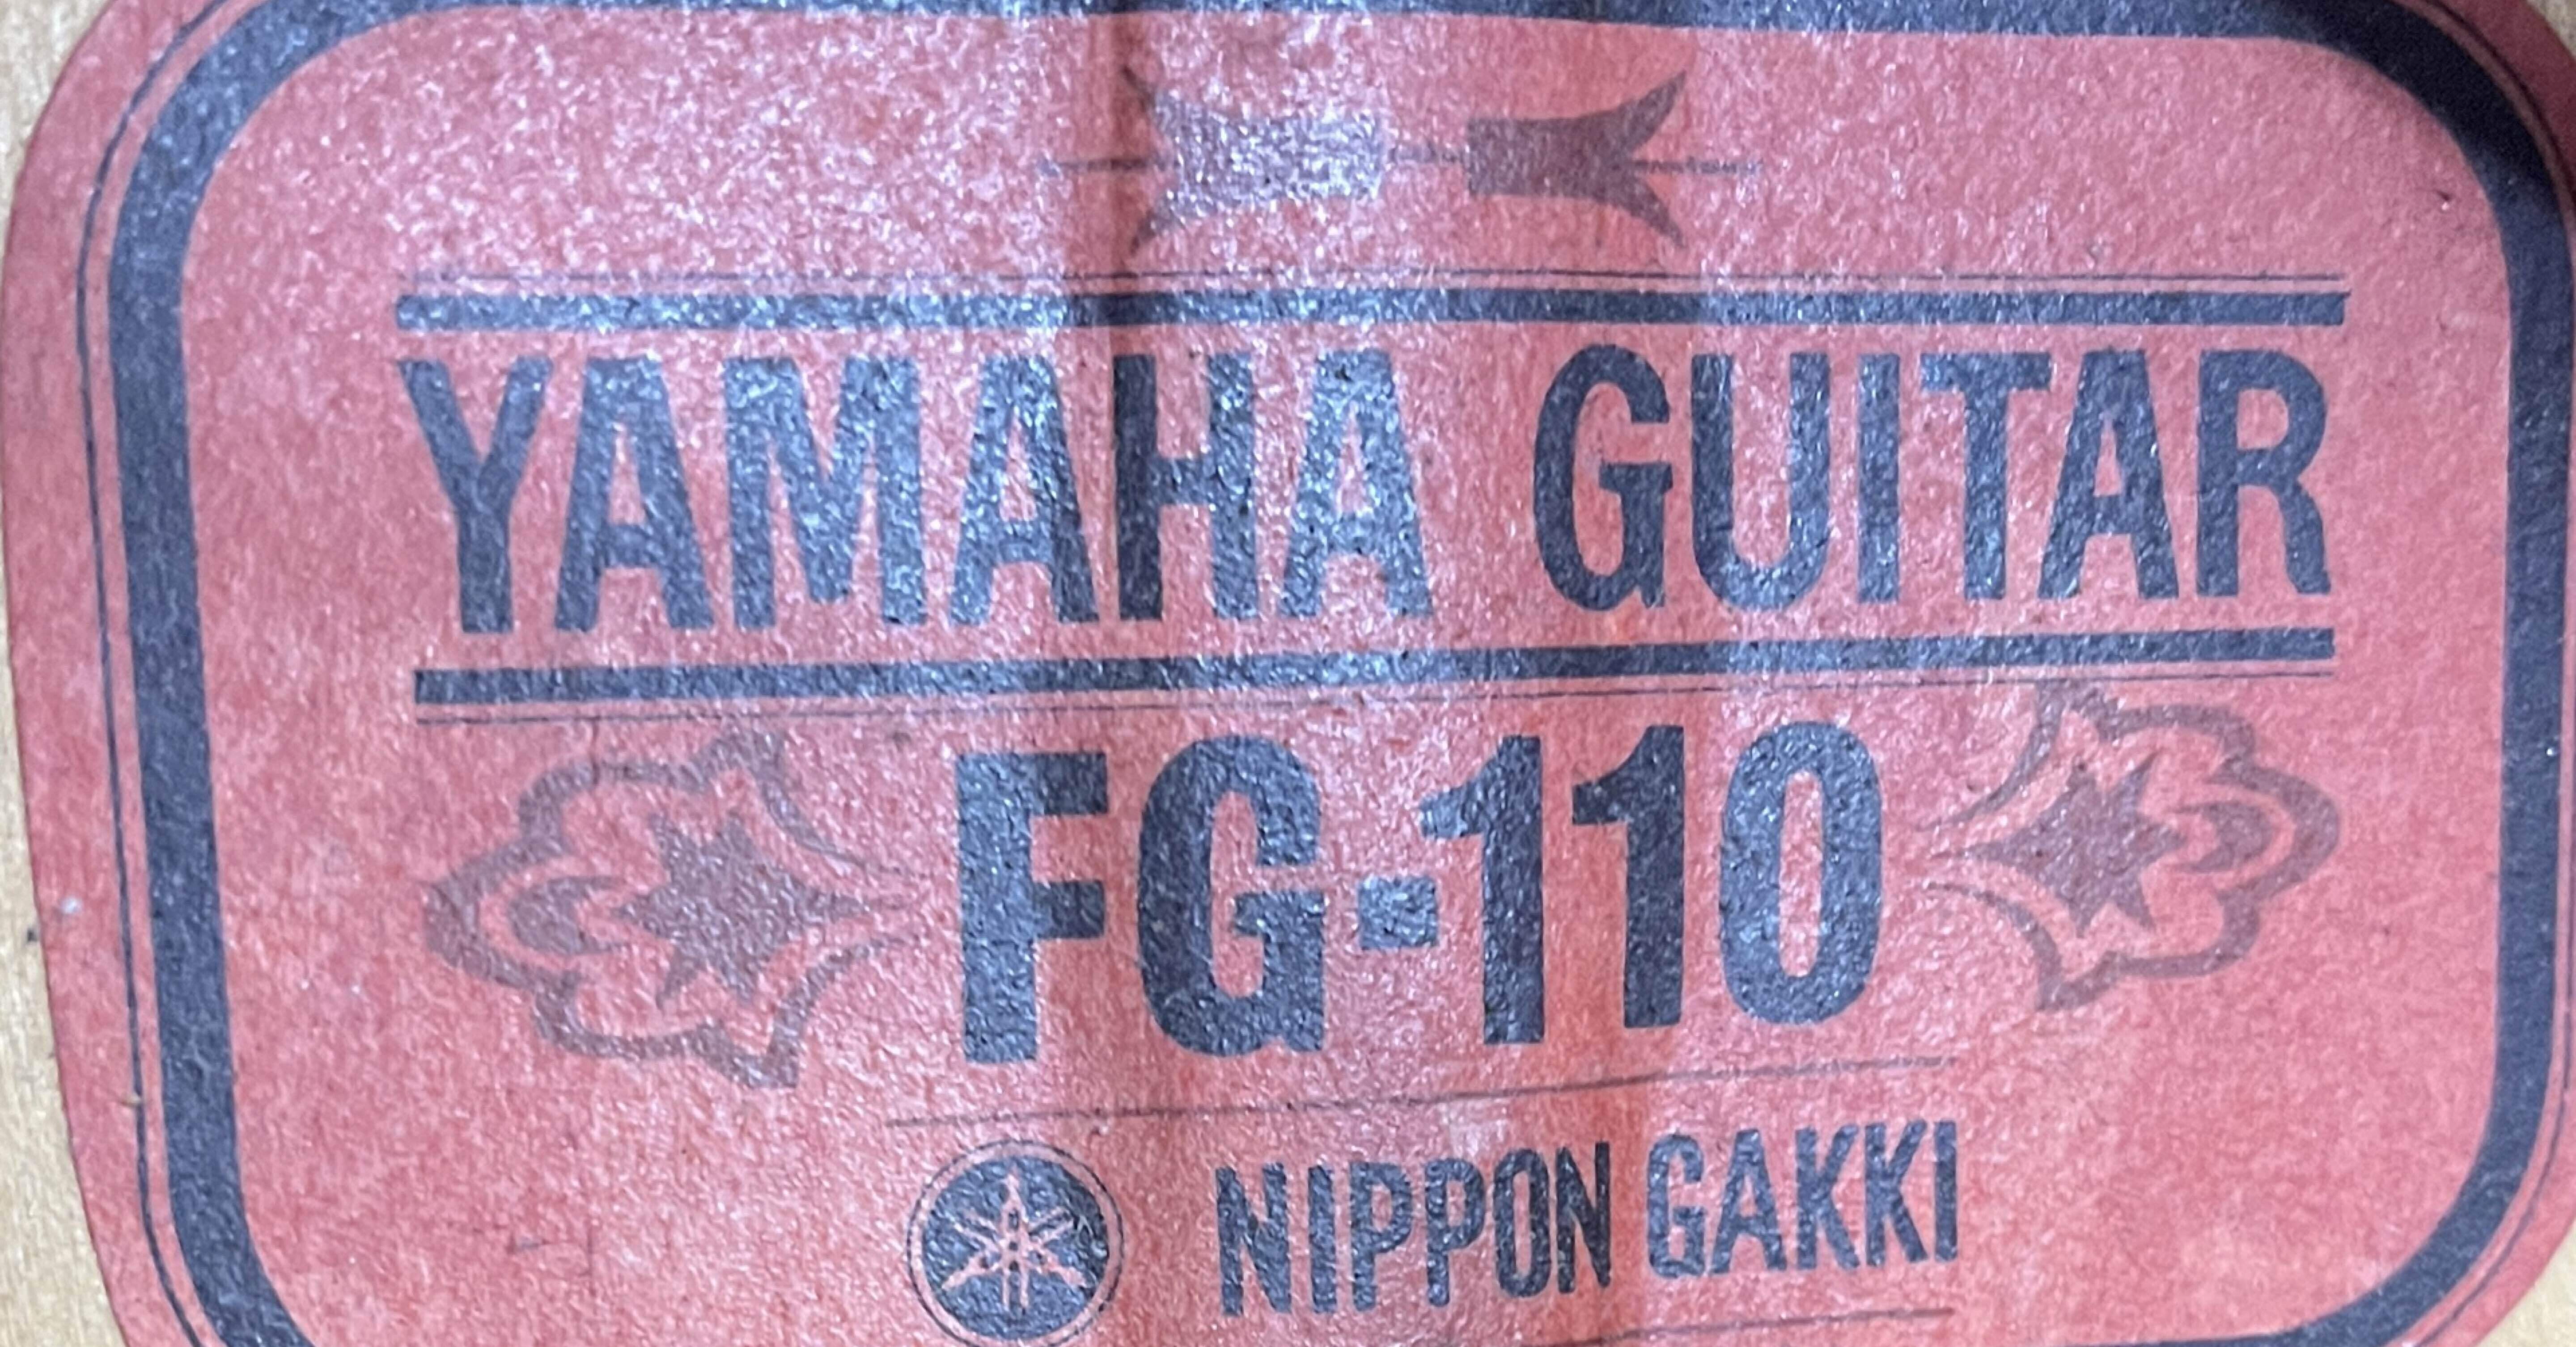 YAMAHA GUITAR
FG-110
NIPPON GAKKI